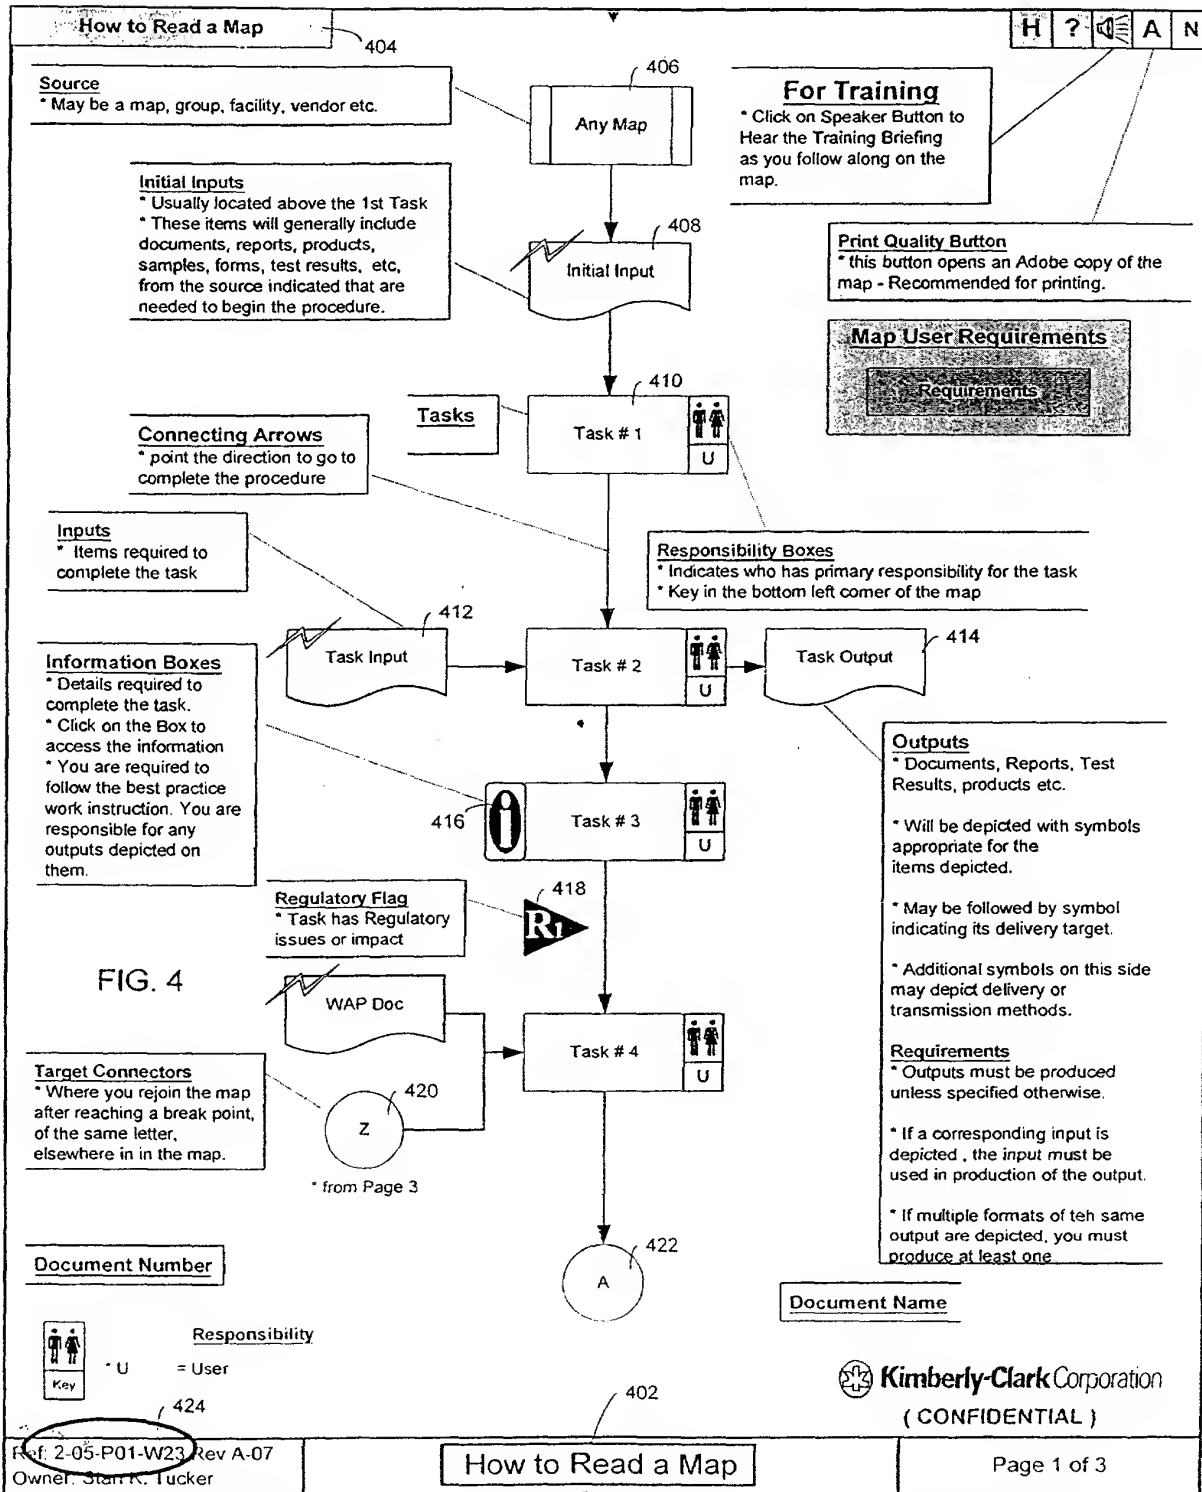 How to Read a Map
404
H ? A N
Source
* May be a map, group, facility, vendor etc.
406
Any Map
For Training
* Click on Speaker Button to
Hear the Training Briefing
as you follow along on the
map.
Initial Inputs
* Usually located above the 1st Task
* These items will generally include
documents, reports, products,
samples, forms, test results, etc,
from the source indicated that are
needed to begin the procedure.
408
Initial Input
Print Quality Button
* this button opens an Adobe copy of the
map - Recommended for printing.
Map User Requirements
Requirements
Tasks
410
Task # 1
U
Connecting Arrows
* point the direction to go to
complete the procedure
Inputs
* Items required to
complete the task
Responsibility Boxes
* Indicates who has primary responsibility for the task
* Key in the bottom left corner of the map
412
Task Input
Task # 2
U
414
Task Output
Information Boxes
* Details required to
complete the task.
* Click on the Box to
access the information
* You are required to
follow the best practice
work instruction. You are
responsible for any
outputs depicted on
them.
416
i
Task # 3
U
Outputs
* Documents, Reports, Test
Results, products etc.
* Will be depicted with symbols
appropriate for the
items depicted.
* May be followed by symbol
indicating its delivery target.
* Additional symbols on this side
may depict delivery or
transmission methods.
Requirements
* Outputs must be produced
unless specified otherwise.
* If a corresponding input is
depicted , the input must be
used in production of the output.
* If multiple formats of teh same
output are depicted, you must
produce at least one
Regulatory Flag
* Task has Regulatory
issues or impact
418
R1
FIG. 4
WAP Doc
Task # 4
U
Target Connectors
* Where you rejoin the map
after reaching a break point,
of the same letter,
elsewhere in in the map.
420
Z
* from Page 3
422
A
Document Number
Document Name
Responsibility
* U = User
Key
Kimberly-Clark Corporation
( CONFIDENTIAL )
424
402
Ref: 2-05-P01-W23 Rev A-07
Owner: Starr K. Tucker
How to Read a Map
Page 1 of 3